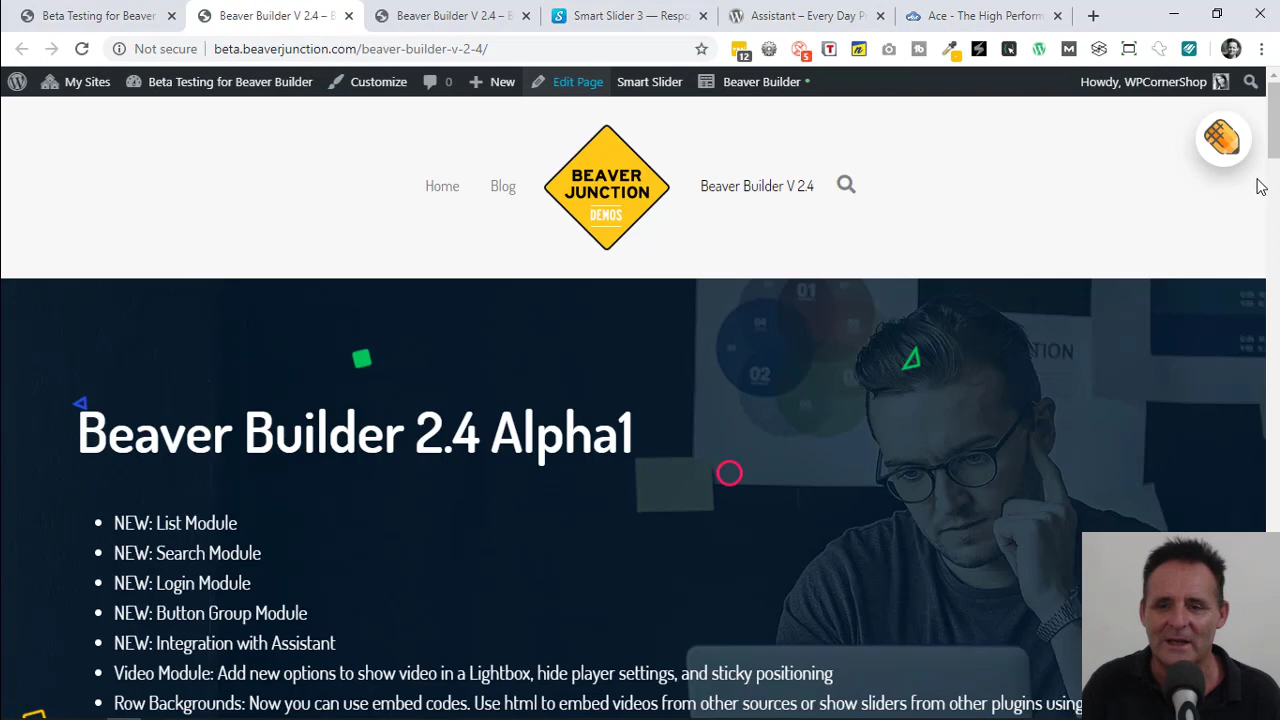 Beta Testing for Beaver
Beaver Builder V 2.4 – B
Beaver Builder V 2.4 – B
Smart Slider 3 — Respo
Assistant – Every Day P
Ace - The High Perform
Not secure
beta.beaverjunction.com/beaver-builder-v-2-4/
12
5
My Sites
Beta Testing for Beaver Builder
Customize
0
New
Edit Page
Smart Slider
Beaver Builder
Howdy, WPCornerShop
Home
Blog
BEAVER
JUNCTION
DEMOS
Beaver Builder V 2.4
01
02
Beaver Builder 2.4 Alpha1
NEW: List Module
NEW: Search Module
NEW: Login Module
NEW: Button Group Module
NEW: Integration with Assistant
Video Module: Add new options to show video in a Lightbox, hide player settings, and sticky positioning
Row Backgrounds: Now you can use embed codes. Use html to embed videos from other sources or show sliders from other plugins using